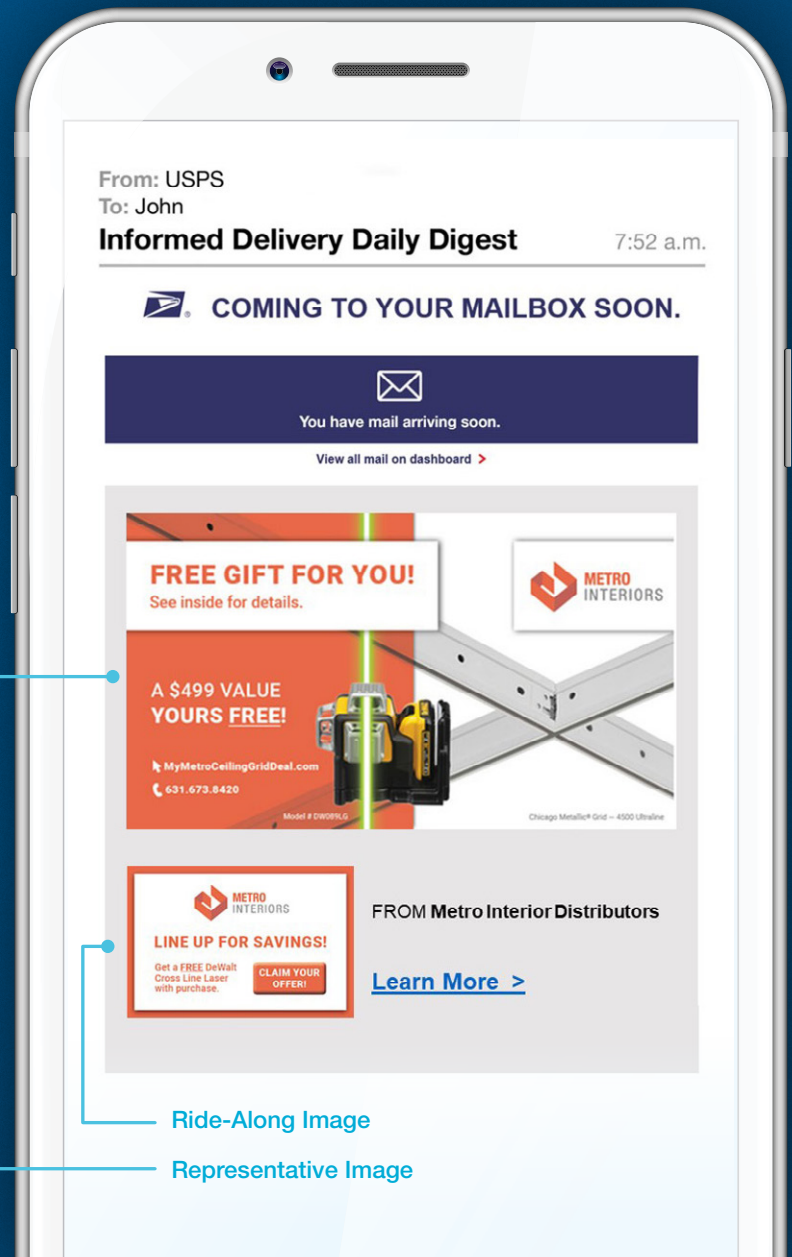 From: USPS
To: John
Informed Delivery Daily Digest 7:52 a.m.
COMING TO YOUR MAILBOX SOON.
You have mail arriving soon.
View all mail on dashboard >
FREE GIFT FOR YOU!
See inside for details.
METRO
INTERIORS
A $499 VALUE
YOURS FREE!
MyMetroCeilingGridDeal.com
631.673.8420
Model # DW089LG
Chicago Metallic® Grid – 4500 Ultraline
METRO
INTERIORS
LINE UP FOR SAVINGS!
Get a FREE DeWalt
Cross Line Laser
with purchase.
CLAIM YOUR
OFFER!
FROM Metro Interior Distributors
Learn More >
Ride-Along Image
Representative Image